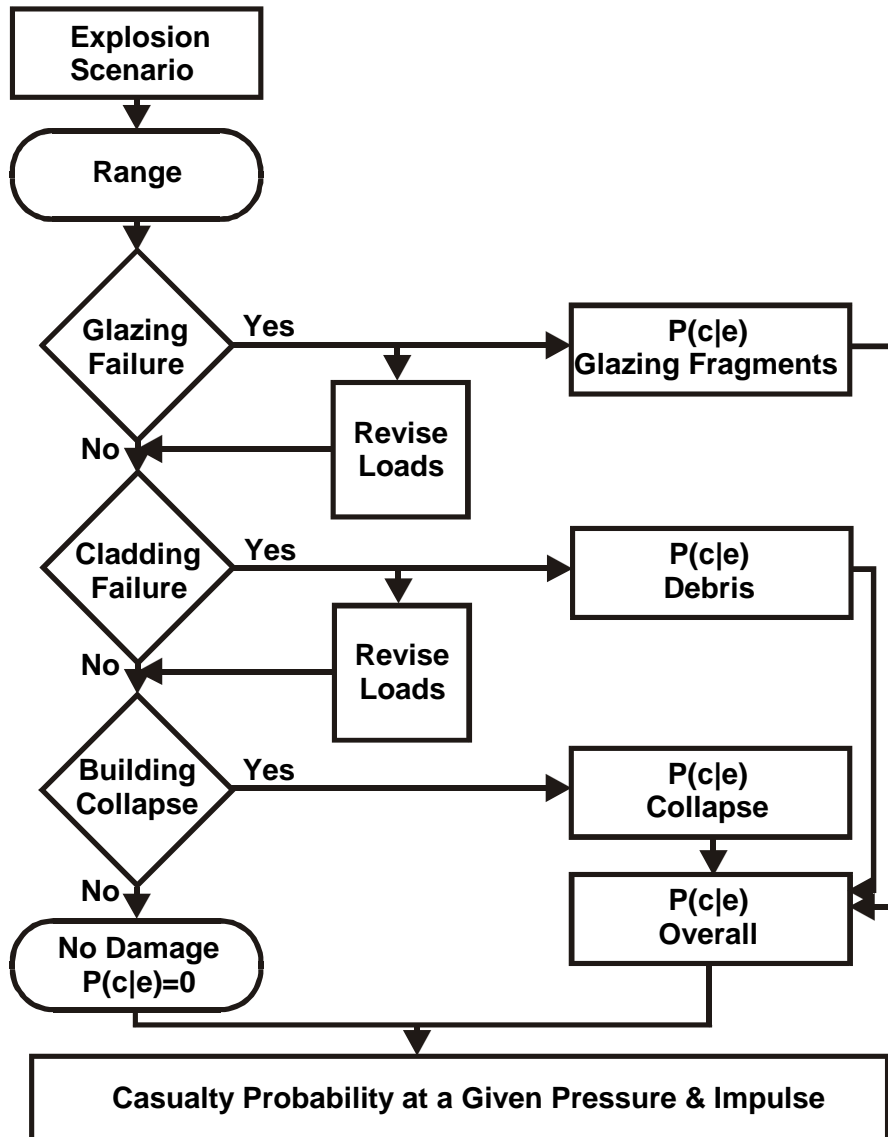 Explosion
Scenario
Range
Glazing
Failure
Yes
P(c|e)
Glazing Fragments
Revise
Loads
No
Cladding
Failure
Yes
P(c|e)
Debris
Revise
Loads
No
Building
Collapse
Yes
P(c|e)
Collapse
No
P(c|e)
Overall
No Damage
P(c|e)=0
Casualty Probability at a Given Pressure & Impulse